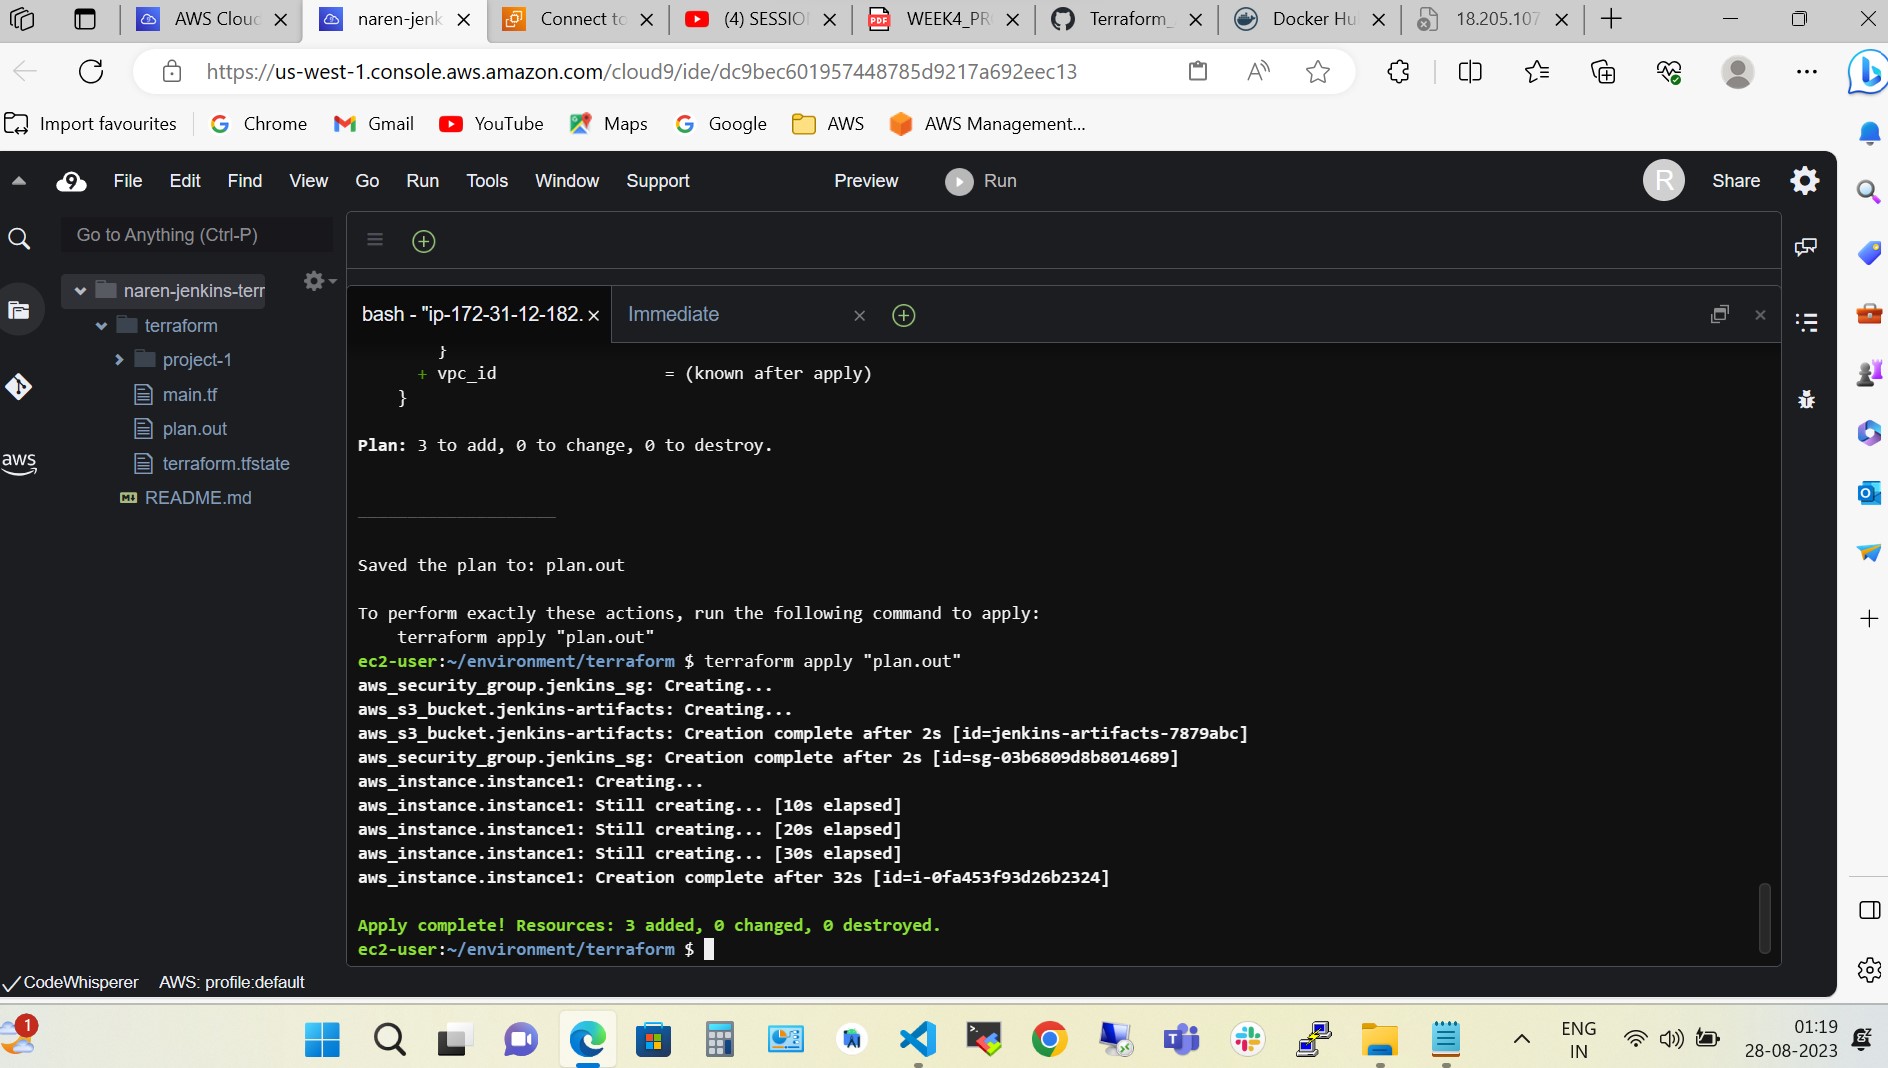 AWS Cloud
naren-jenk
Connect to
(4) SESSIO
WEEK4_PR
Terraform_
Docker Hu
18.205.107
https://us-west-1.console.aws.amazon.com/cloud9/ide/dc9bec601957448785d9217a692eec13
Import favourites
Chrome
Gmail
YouTube
Maps
Google
AWS
AWS Management...
File Edit Find View Go Run Tools Window Support Preview Run R Share
Go to Anything (Ctrl-P)
naren-jenkins-terr
terraform
project-1
main.tf
plan.out
terraform.tfstate
README.md
aws
bash - "ip-172-31-12-182.
Immediate
}
+ vpc_id = (known after apply)
}
Plan: 3 to add, 0 to change, 0 to destroy.
____________________
Saved the plan to: plan.out
To perform exactly these actions, run the following command to apply:
terraform apply "plan.out"
ec2-user:~/environment/terraform $ terraform apply "plan.out"
aws_security_group.jenkins_sg: Creating...
aws_s3_bucket.jenkins-artifacts: Creating...
aws_s3_bucket.jenkins-artifacts: Creation complete after 2s [id=jenkins-artifacts-7879abc]
aws_security_group.jenkins_sg: Creation complete after 2s [id=sg-03b6809d8b8014689]
aws_instance.instance1: Creating...
aws_instance.instance1: Still creating... [10s elapsed]
aws_instance.instance1: Still creating... [20s elapsed]
aws_instance.instance1: Still creating... [30s elapsed]
aws_instance.instance1: Creation complete after 32s [id=i-0fa453f93d26b2324]
Apply complete! Resources: 3 added, 0 changed, 0 destroyed.
ec2-user:~/environment/terraform $
CodeWhisperer AWS: profile:default
1
ENG
IN
01:19
28-08-2023